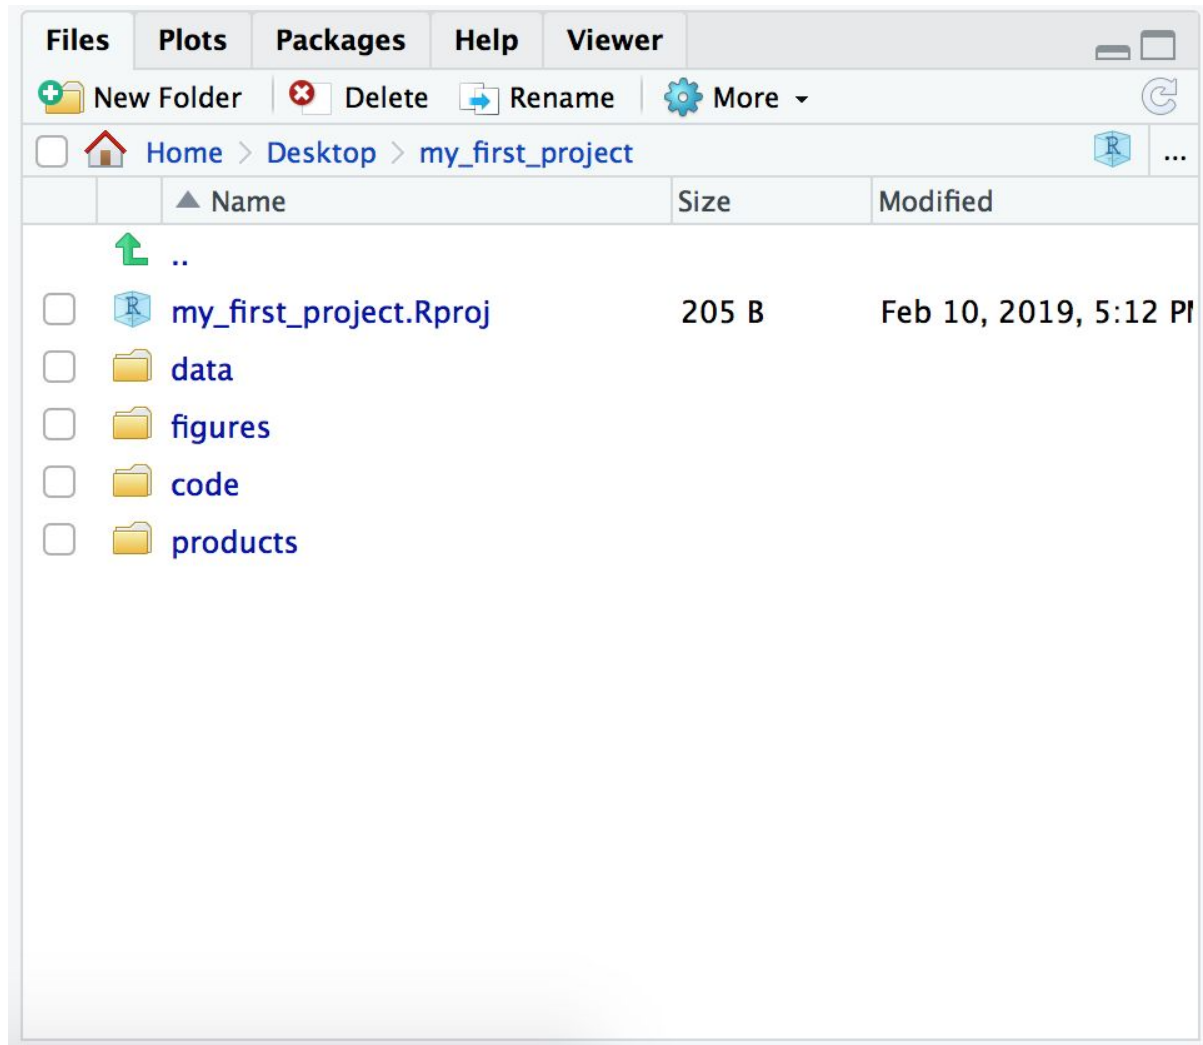 Files Plots Packages Help Viewer
New Folder Delete Rename More
Home > Desktop > my_first_project R ...
Name Size Modified
..
R my_first_project.Rproj 205 B Feb 10, 2019, 5:12 PM
data
figures
code
products